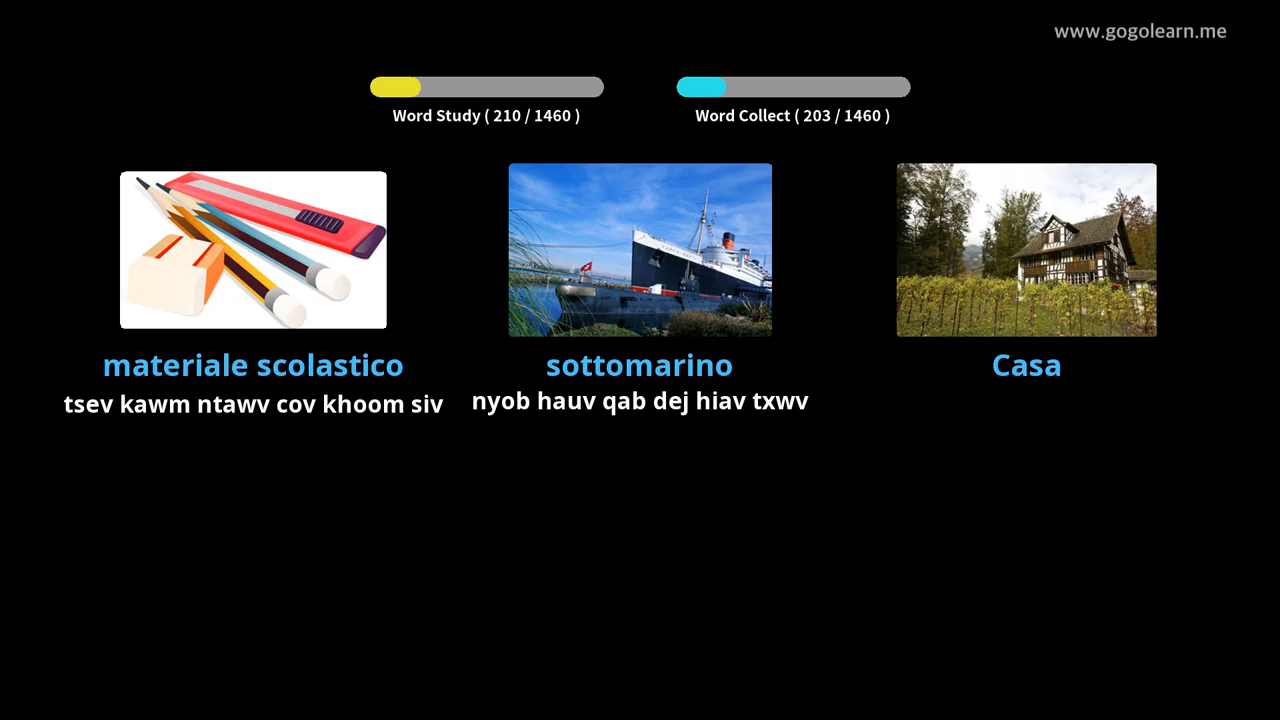 www.gogolearn.me
Word Study ( 210 / 1460 )
Word Collect ( 203 / 1460 )
materiale scolastico
tsev kawm ntawv cov khoom siv
sottomarino
nyob hauv qab dej hiav txwv
Casa